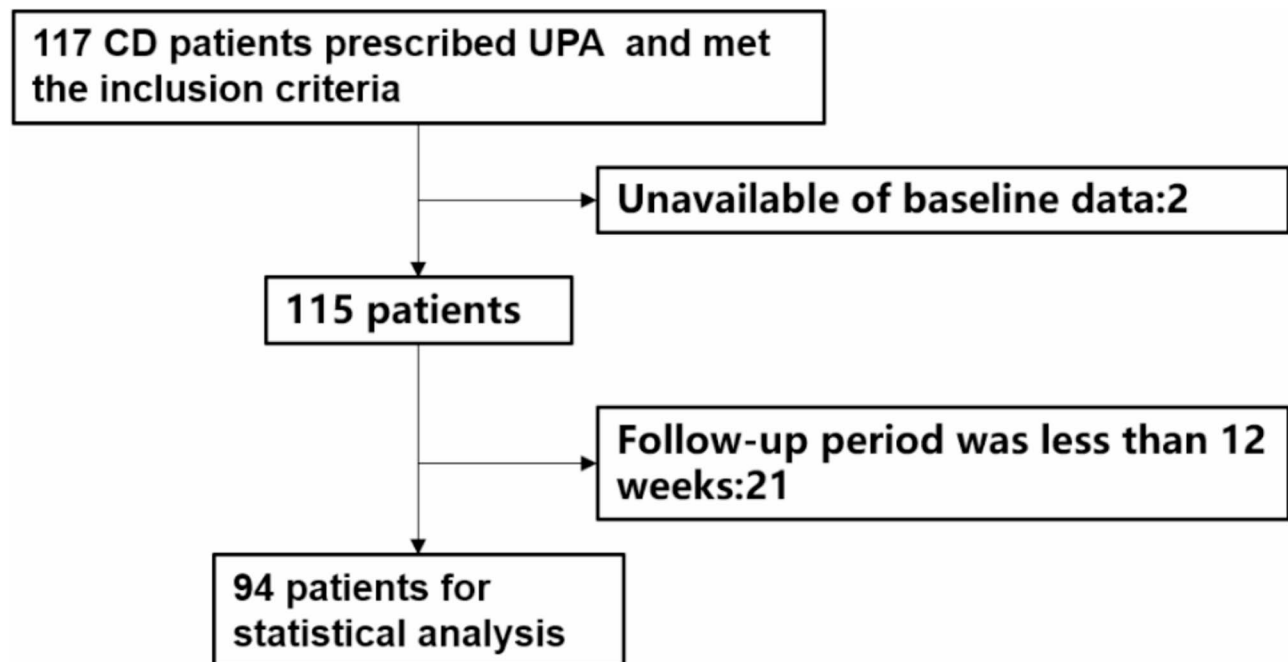 117 CD patients prescribed UPA and met
the inclusion criteria
Unavailable of baseline data:2
115 patients
Follow-up period was less than 12
weeks:21
94 patients for
statistical analysis